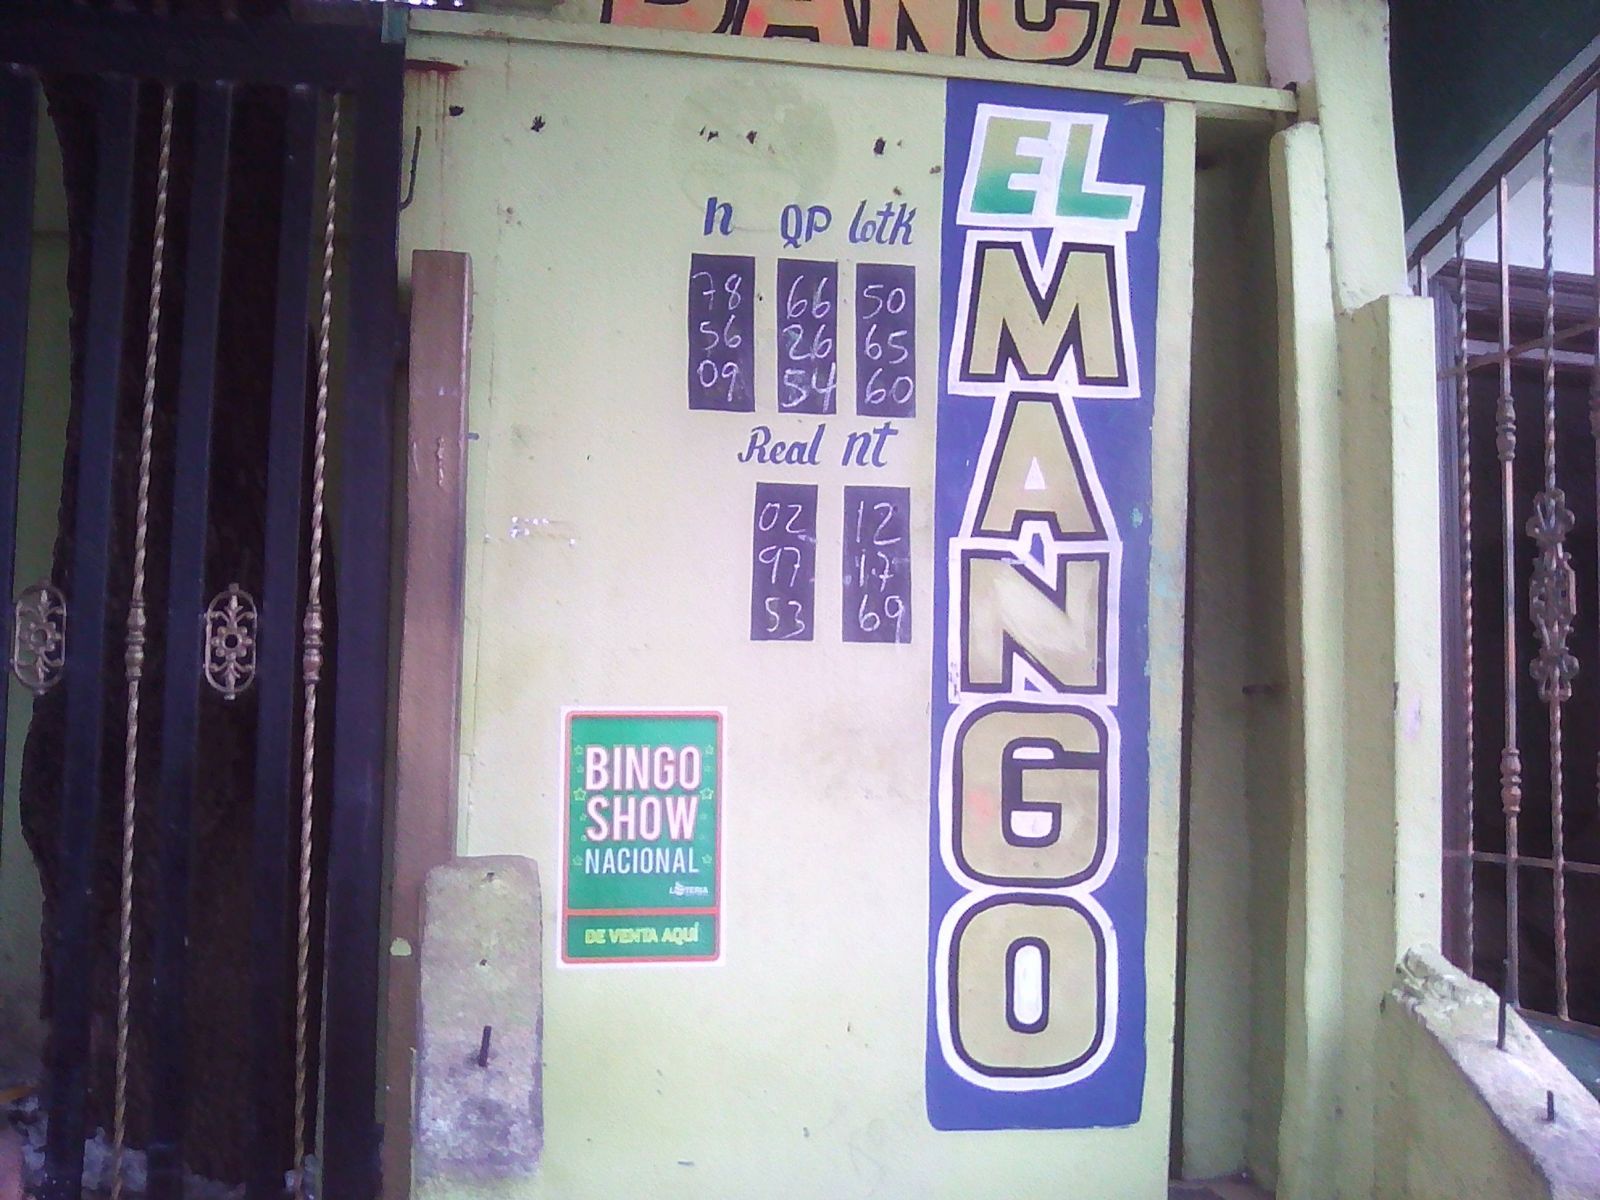 BANCA
EL MANGO
n QP lotk
78 66 50
56 26 65
09 54 60
Real nt
02 12
97 17
53 69
BINGO
SHOW
NACIONAL
LOTERIA
DE VENTA AQUÍ